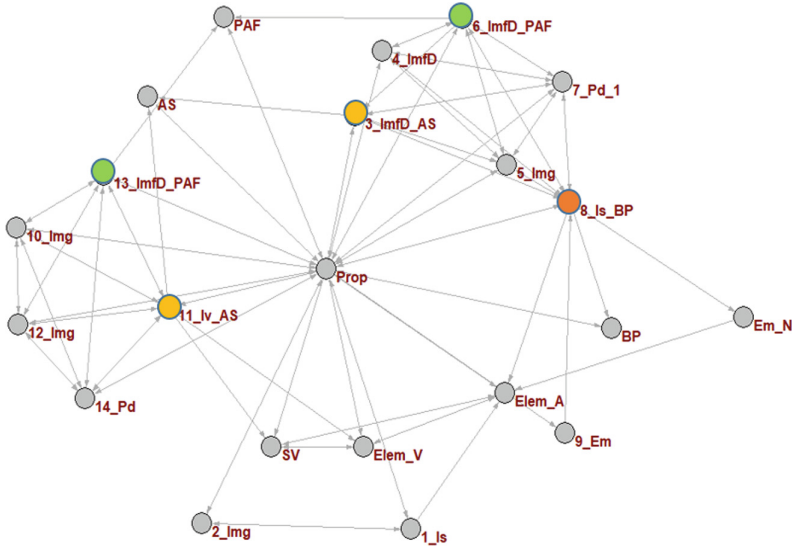 PAF
6_ImfD_PAF
4_ImfD
7_Pd_1
AS
3_ImfD_AS
5_Img
13_ImfD_PAF
8_Is_BP
10_Img
Prop
11_Iv_AS
12_Img
BP
Em_N
14_Pd
Elem_A
9_Em
SV
Elem_V
2_Img
1_Is